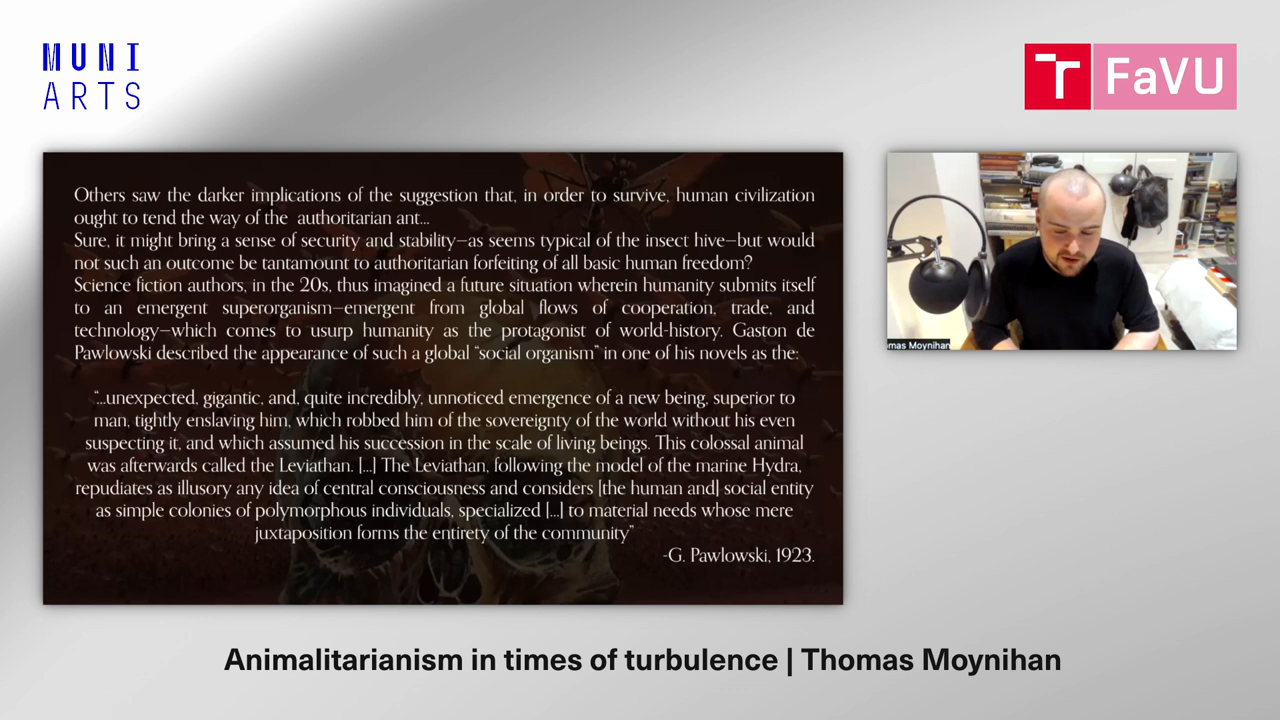 MUNI
ARTS
T FaVU
Others saw the darker implications of the suggestion that, in order to survive, human civilization
ought to tend the way of the authoritarian ant...
Sure, it might bring a sense of security and stability—as seems typical of the insect hive—but would
not such an outcome be tantamount to authoritarian forfeiting of all basic human freedom?
Science fiction authors, in the 20s, thus imagined a future situation wherein humanity submits itself
to an emergent superorganism—emergent from global flows of cooperation, trade, and
technology—which comes to usurp humanity as the protagonist of world-history. Gaston de
Pawlowski described the appearance of such a global “social organism” in one of his novels as the:
“...unexpected, gigantic, and, quite incredibly, unnoticed emergence of a new being, superior to
man, tightly enslaving him, which robbed him of the sovereignty of the world without his even
suspecting it, and which assumed his succession in the scale of living beings. This colossal animal
was afterwards called the Leviathan. [...] The Leviathan, following the model of the marine Hydra,
repudiates as illusory any idea of central consciousness and considers [the human and] social entity
as simple colonies of polymorphous individuals, specialized [...] to material needs whose mere
juxtaposition forms the entirety of the community”
-G. Pawlowski, 1923.
mas Moynihan
Animalitarianism in times of turbulence | Thomas Moynihan